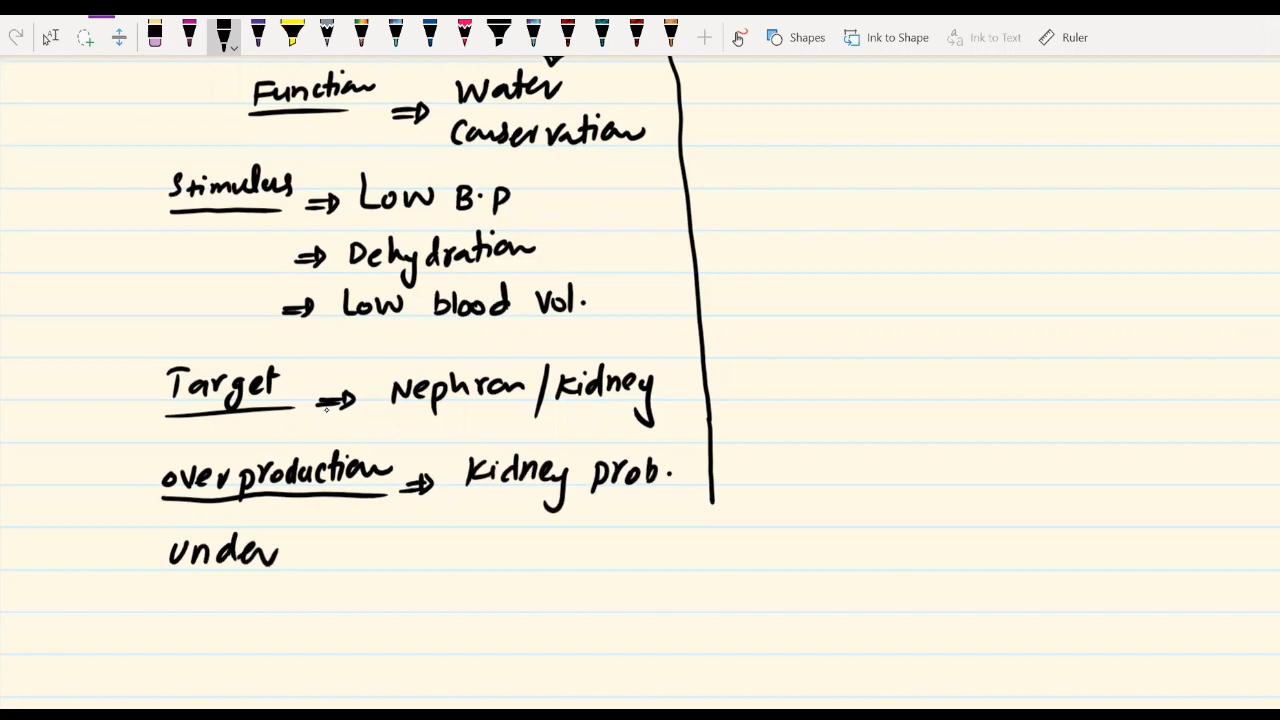 Shapes Ink to Shape Ink to Text Ruler
Function ⇒ Water
Conservation
Stimulus ⇒ Low B.P
⇒ Dehydration
⇒ Low blood vol.
Target ⇒ Nephron/Kidney
overproduction ⇒ Kidney prob.
under